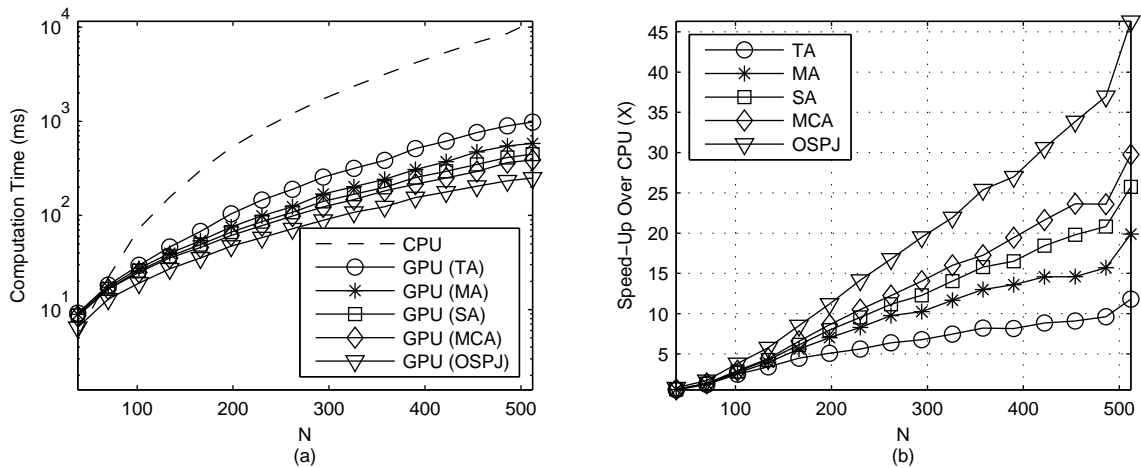 10^4
10^3
10^2
10^1
Computation Time (ms)
100
200
300
400
500
N
(a)
CPU
GPU (TA)
GPU (MA)
GPU (SA)
GPU (MCA)
GPU (OSPJ)
45
40
35
30
25
20
15
10
5
Speed-Up Over CPU (X)
100
200
300
400
500
N
(b)
TA
MA
SA
MCA
OSPJ